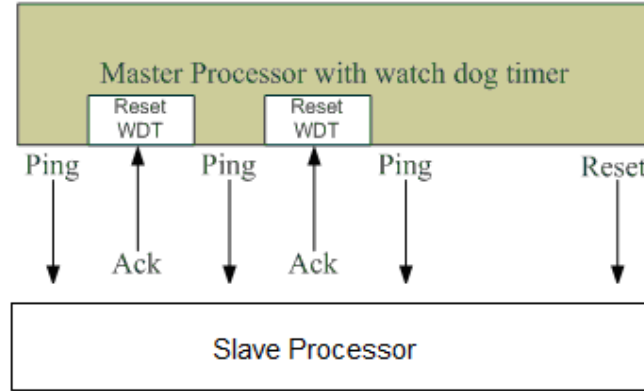 Master Processor with watch dog timer
Reset
WDT
Reset
WDT
Ping
Ping
Ping
Reset
Ack
Ack
Slave Processor